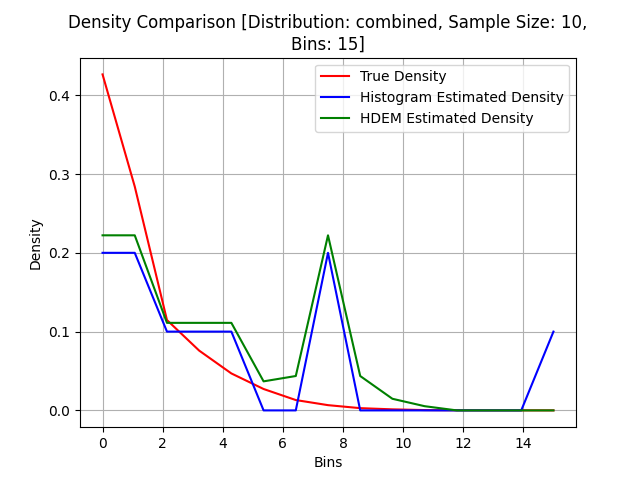 Density Comparison [Distribution: combined, Sample Size: 10,
Bins: 15]
True Density
Histogram Estimated Density
HDEM Estimated Density
Density
0.4
0.3
0.2
0.1
0.0
0 2 4 6 8 10 12 14
Bins